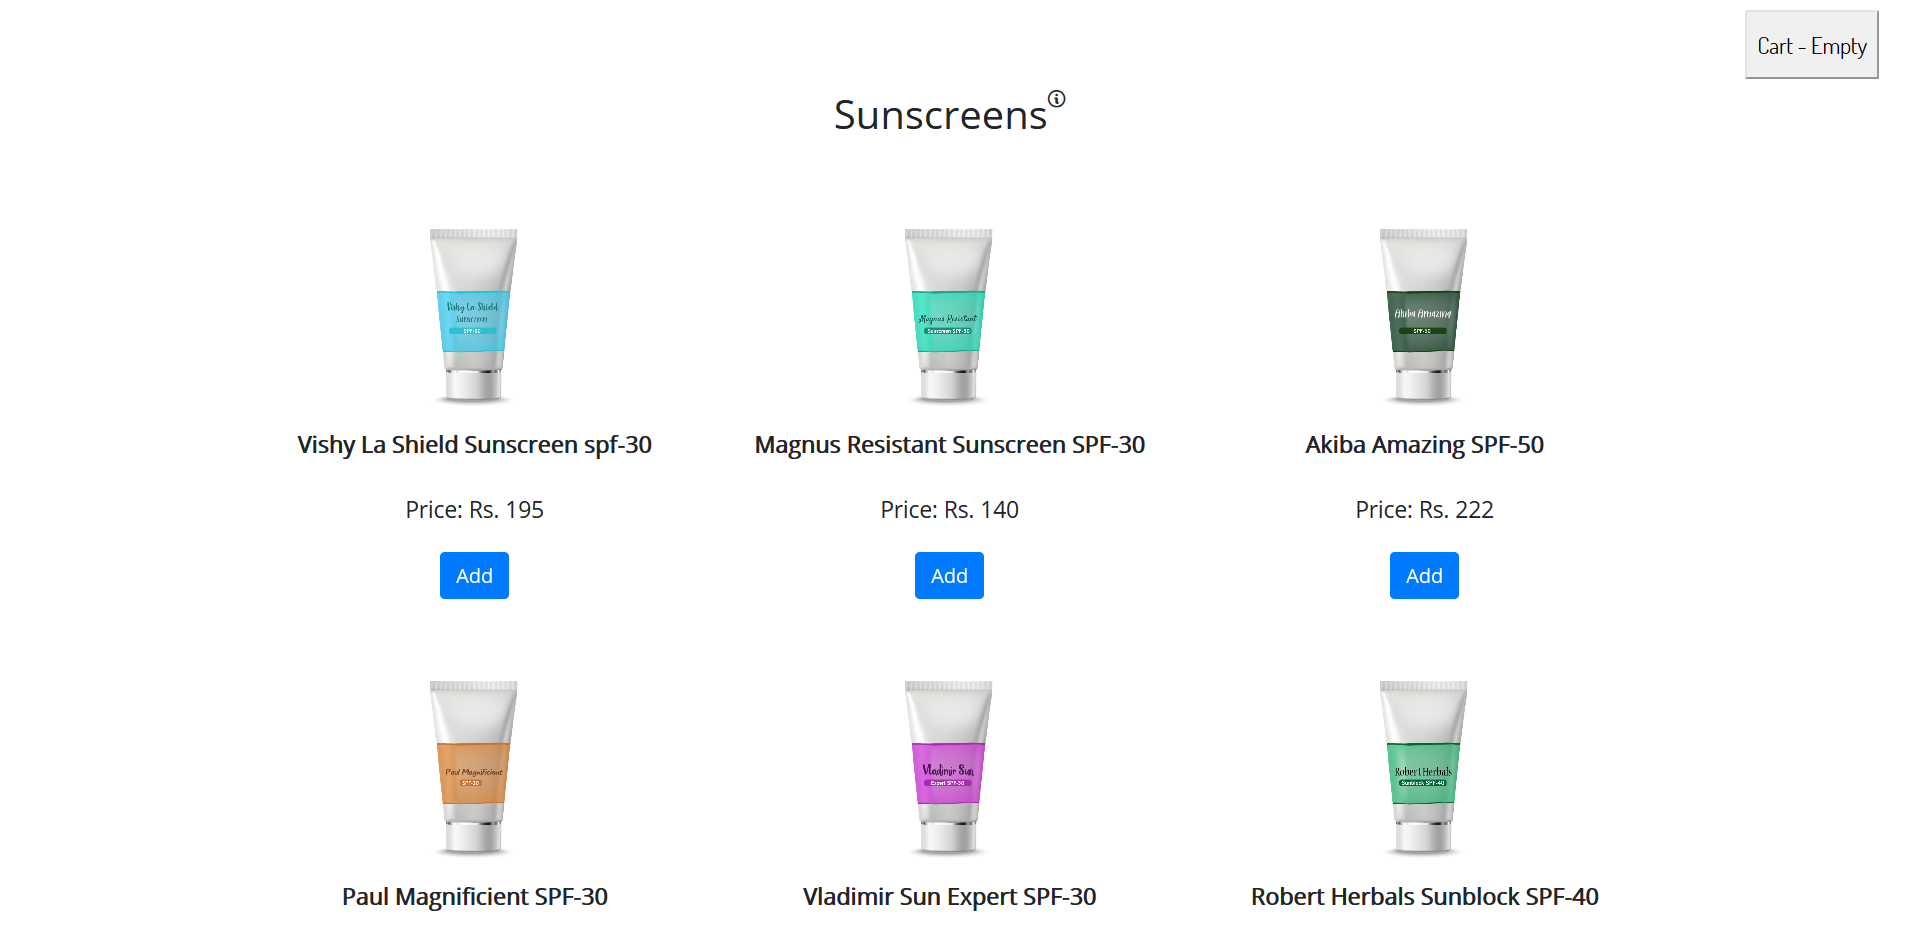 Cart - Empty
Sunscreens
Vishy La Shield
Sunscreen
SPF-30
Magnus Resistant
Sunscreen SPF-30
Akiba Amazing
SPF-50
Vishy La Shield Sunscreen spf-30
Magnus Resistant Sunscreen SPF-30
Akiba Amazing SPF-50
Price: Rs. 195
Price: Rs. 140
Price: Rs. 222
Add
Add
Add
Paul Magnificient
SPF-30
Vladimir Sun
Expert SPF-30
Robert Herbals
Sunblock SPF-40
Paul Magnificient SPF-30
Vladimir Sun Expert SPF-30
Robert Herbals Sunblock SPF-40